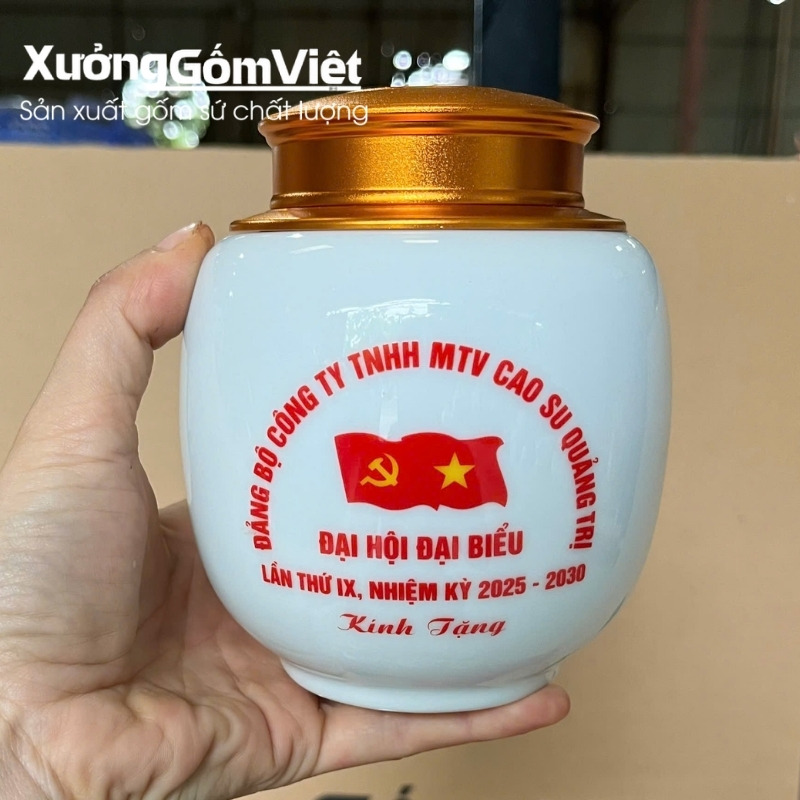 XưởngGốmViệt
Sản xuất gốm sứ chất lượng
ĐẢNG BỘ CÔNG TY TNHH MTV CAO SU QUẢNG TRỊ
ĐẠI HỘI ĐẠI BIỂU
LẦN THỨ IX, NHIỆM KỲ 2025 - 2030
Kính Tặng